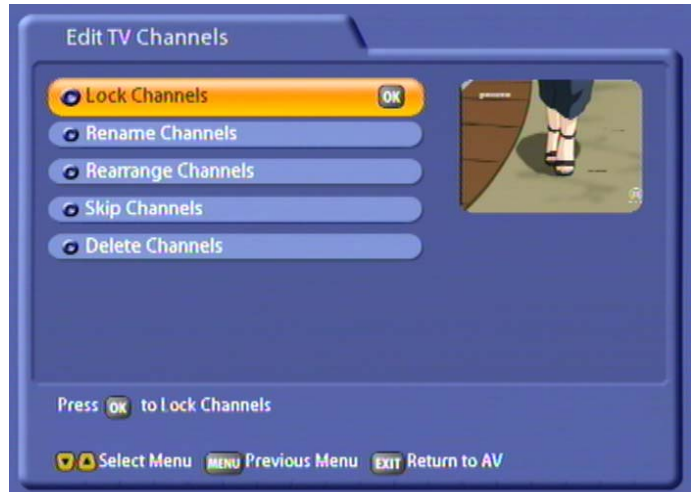 Edit TV Channels
Lock Channels OK
Rename Channels
Rearrange Channels
Skip Channels
Delete Channels
Press OK to Lock Channels
Select Menu MENU Previous Menu EXIT Return to AV